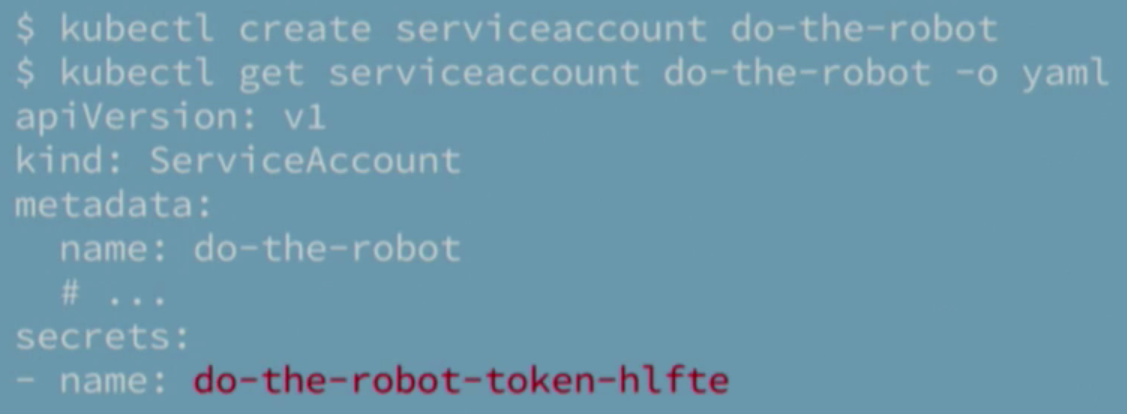 $ kubectl create serviceaccount do-the-robot
$ kubectl get serviceaccount do-the-robot -o yaml
apiVersion: v1
kind: ServiceAccount
metadata:
  name: do-the-robot
  # ...
secrets:
- name: do-the-robot-token-hlfte